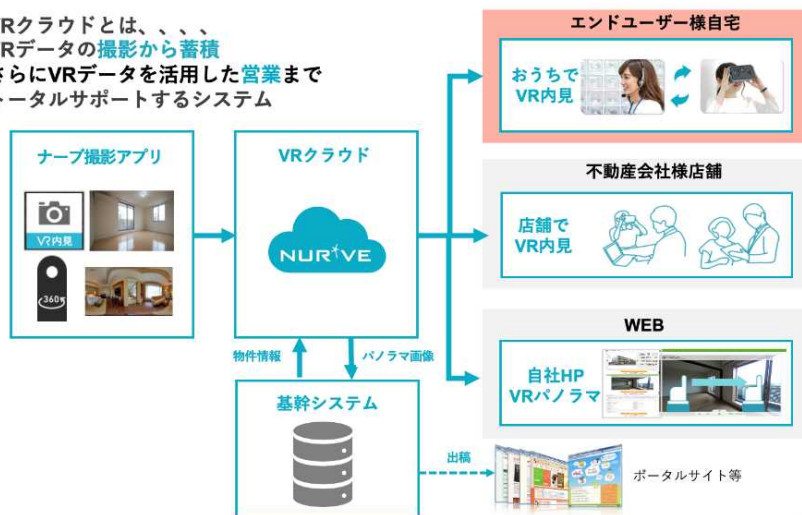 VRクラウドとは、、、、
VRデータの撮影から蓄積
さらにVRデータを活用した営業まで
トータルサポートするシステム
ナーブ撮影アプリ
VR内見
360°
VRクラウド
NURVE
物件情報
パノラマ画像
基幹システム
出稿
エンドユーザー様自宅
おうちで
VR内見
不動産会社様店舗
店舗で
VR内見
WEB
自社HP
VRパノラマ
ポータルサイト等